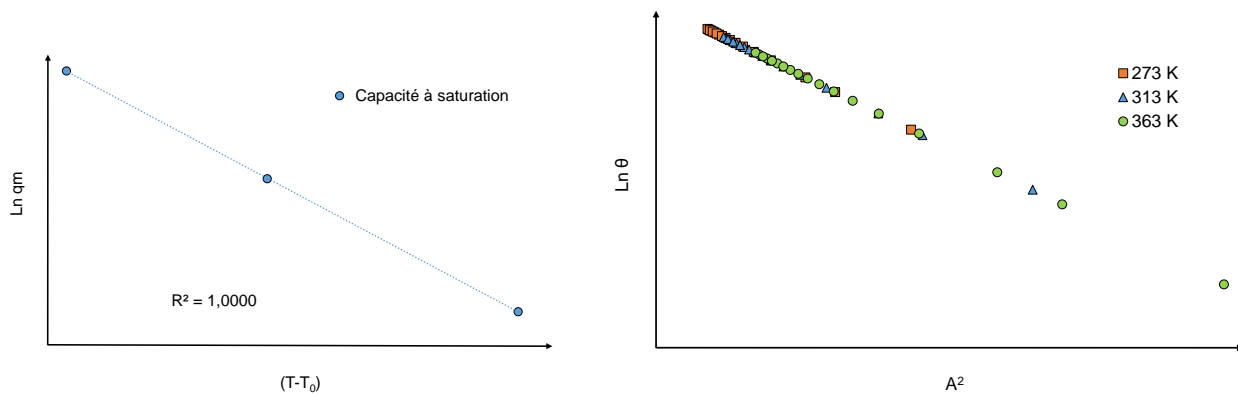 Ln qm
Capacité à saturation
R² = 1,0000
(T-T₀)
Ln θ
273 K
313 K
363 K
A²